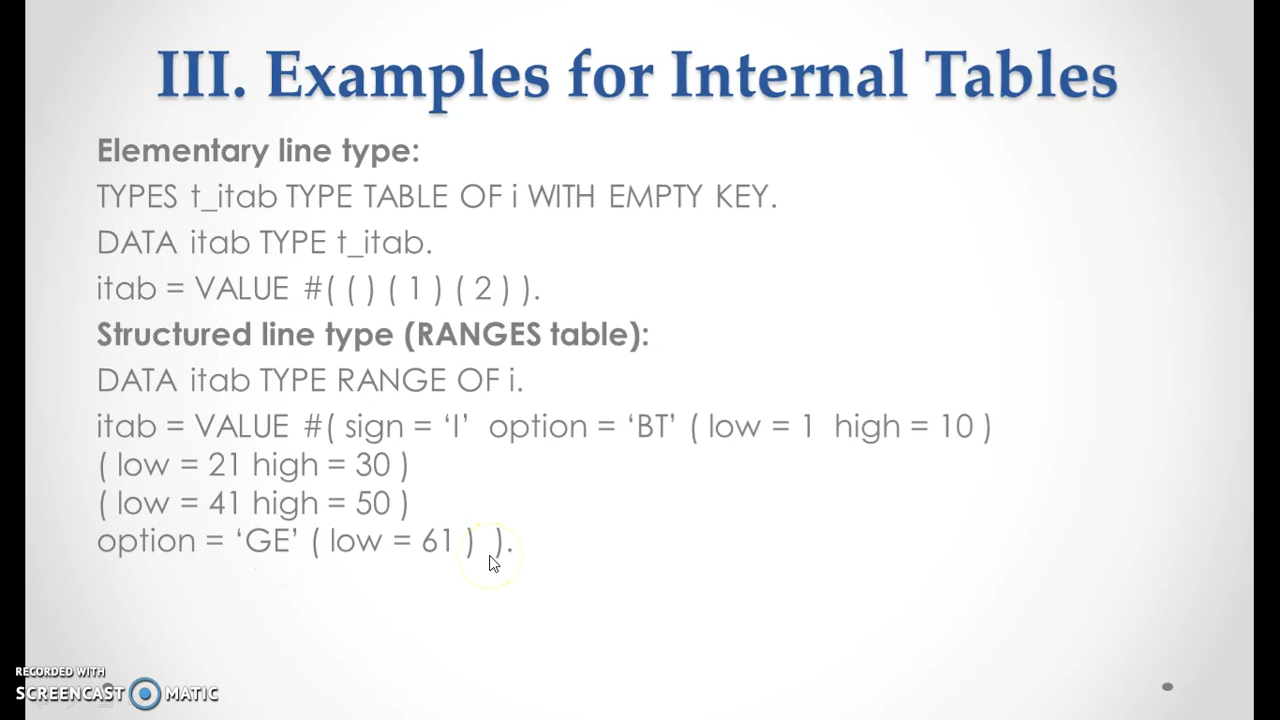 III. Examples for Internal Tables
Elementary line type:
TYPES t_itab TYPE TABLE OF i WITH EMPTY KEY.
DATA itab TYPE t_itab.
itab = VALUE #( ( ) ( 1 ) ( 2 ) ).
Structured line type (RANGES table):
DATA itab TYPE RANGE OF i.
itab = VALUE #( sign = ‘I’ option = ‘BT’ ( low = 1 high = 10 )
( low = 21 high = 30 )
( low = 41 high = 50 )
option = ‘GE’ ( low = 61 ) ).
RECORDED WITH
SCREENCAST MATIC